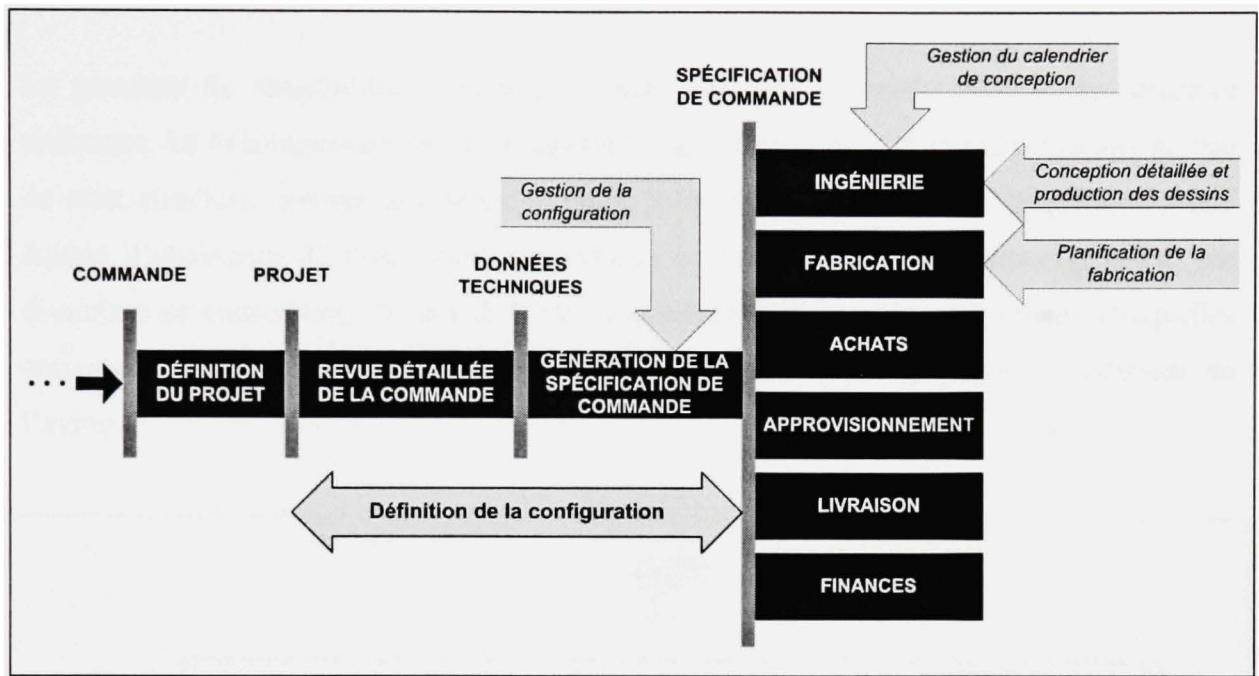 Gestion du calendrier
de conception
SPÉCIFICATION
DE COMMANDE
INGÉNIERIE
Conception détaillée et
production des dessins
Gestion de la
configuration
FABRICATION
Planification de la
fabrication
COMMANDE
PROJET
DONNÉES
TECHNIQUES
ACHATS
DÉFINITION
DU PROJET
REVUE DÉTAILLÉE
DE LA COMMANDE
GÉNÉRATION DE LA
SPÉCIFICATION DE
COMMANDE
APPROVISIONNEMENT
Définition de la configuration
LIVRAISON
FINANCES